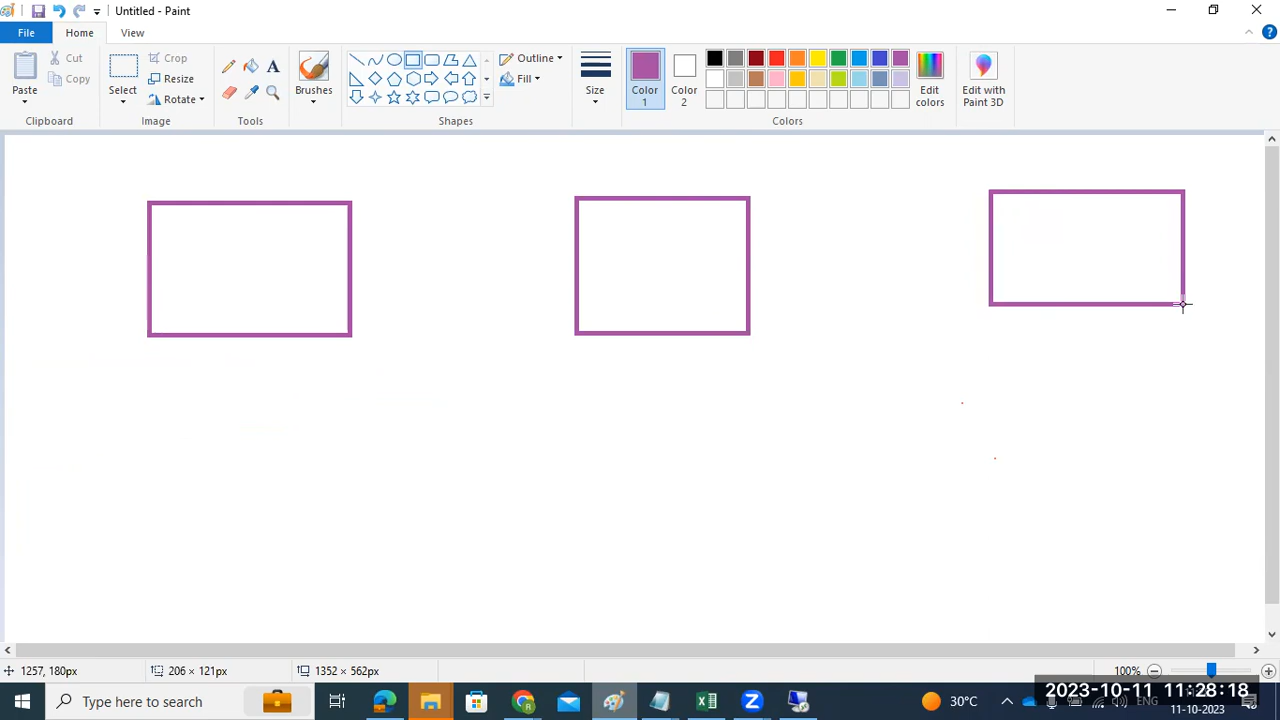 Untitled - Paint
File
Home
View
Paste
Cut
Copy
Clipboard
Select
Crop
Resize
Rotate
Image
Tools
Brushes
Shapes
Outline
Fill
Size
Color
1
Color
2
Edit
colors
Colors
Edit with
Paint 3D
1257, 180px
206 × 121px
1352 × 562px
100%
Type here to search
30°C
ENG
2023-10-11 11:28:18
11-10-2023